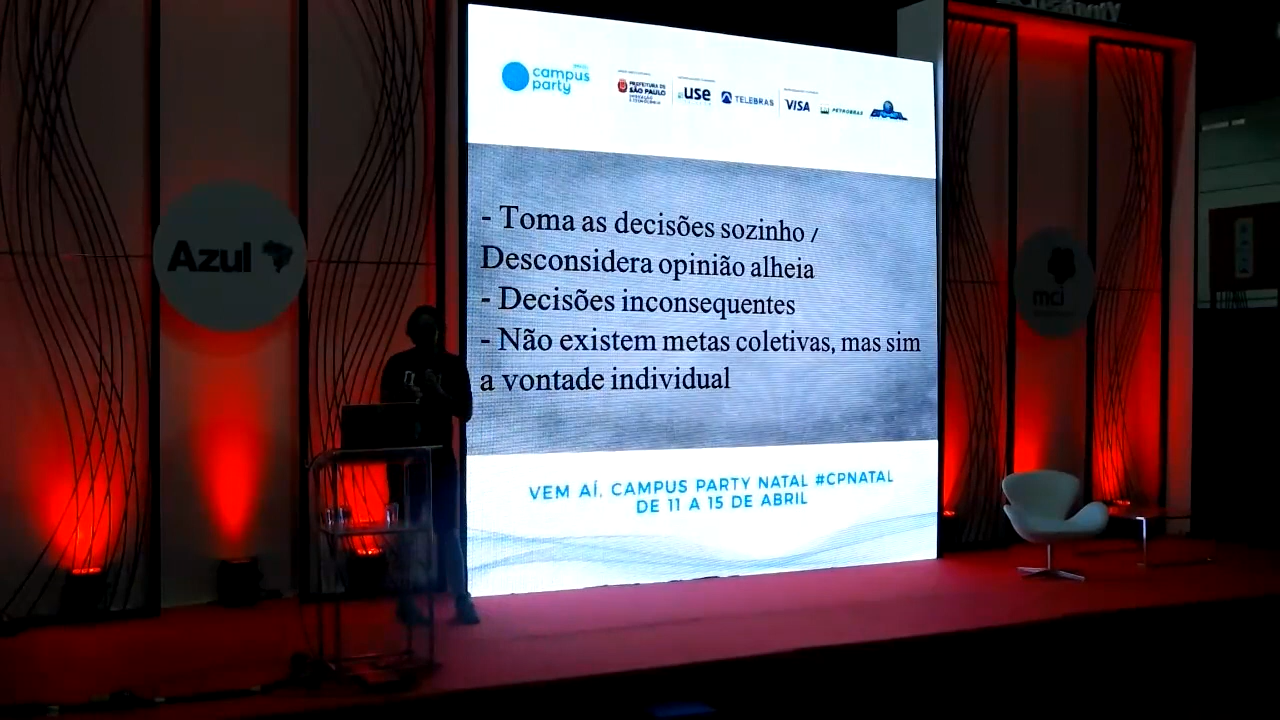 campus
party
PREFEITURA DE
SÃO PAULO
use
TELEBRAS
VISA
PETROBRAS
- Toma as decisões sozinho /
Desconsidera opinião alheia
- Decisões inconsequentes
- Não existem metas coletivas, mas sim
a vontade individual
VEM AÍ, CAMPUS PARTY NATAL #CPNATAL
DE 11 A 15 DE ABRIL
Azul
mci